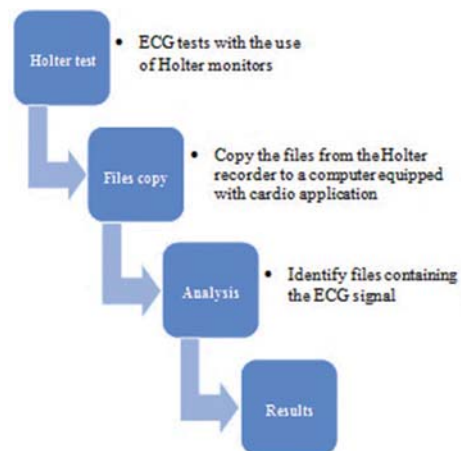 Holter test
• ECG tests with the use
of Holter monitors
Files copy
• Copy the files from the Holter
recorder to a computer equipped
with cardio application
Analysis
• Identify files containing
the ECG signal
Results